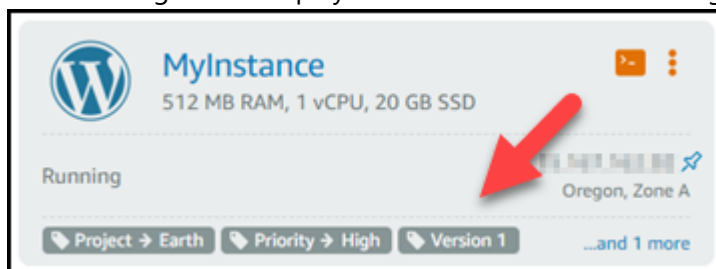 MyInstance
512 MB RAM, 1 vCPU, 20 GB SSD
Running
Oregon, Zone A
Project → Earth Priority → High Version 1 ...and 1 more